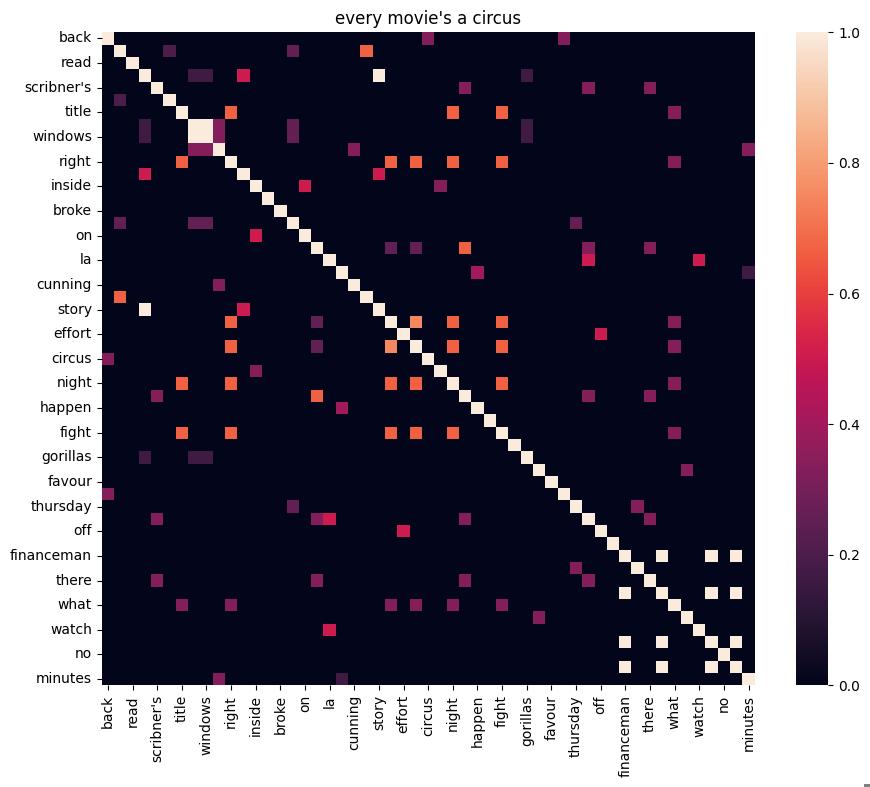 every movie's a circus
back
read
scribner's
title
windows
right
inside
broke
on
la
cunning
story
effort
circus
night
happen
fight
gorillas
favour
thursday
off
financeman
there
what
watch
no
minutes
1.0
0.8
0.6
0.4
0.2
0.0
back
read
scribner's
title
windows
right
inside
broke
on
la
cunning
story
effort
circus
night
happen
fight
gorillas
favour
thursday
off
financeman
there
what
watch
no
minutes